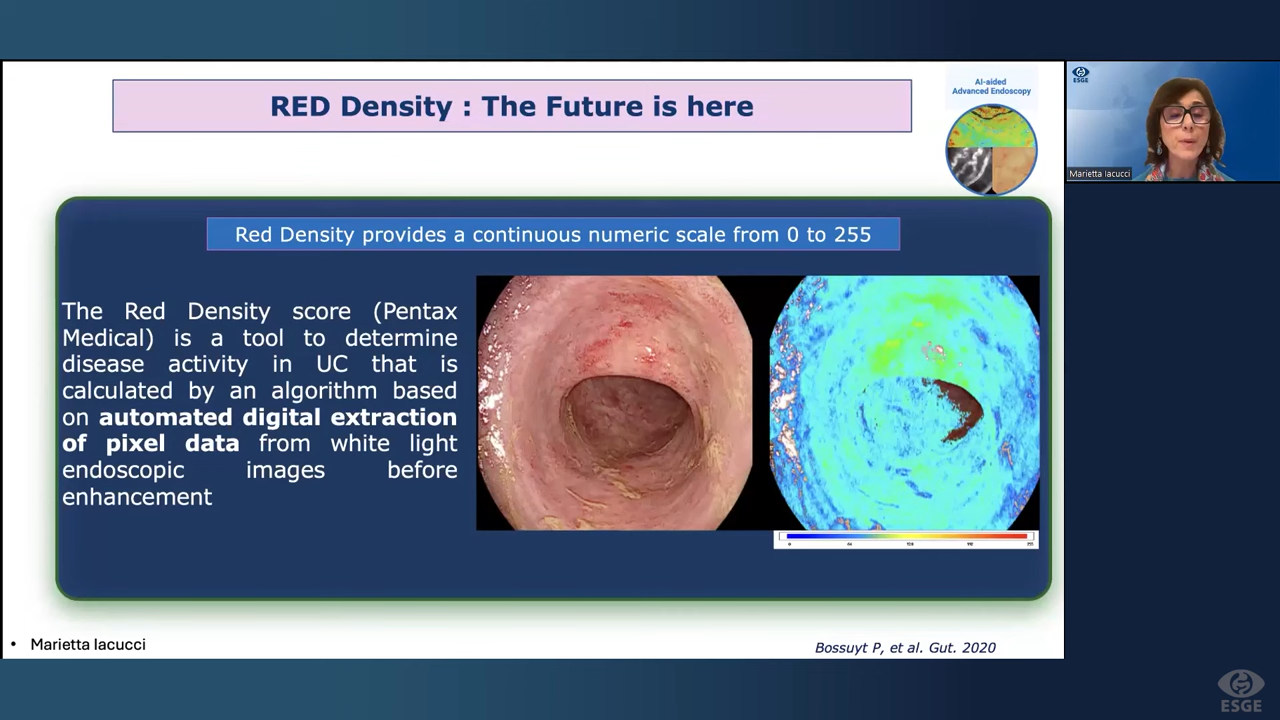 RED Density : The Future is here
AI-aided
Advanced Endoscopy
ESGE
Marietta Iacucci
Red Density provides a continuous numeric scale from 0 to 255
The Red Density score (Pentax
Medical) is a tool to determine
disease activity in UC that is
calculated by an algorithm based
on automated digital extraction
of pixel data from white light
endoscopic images before
enhancement
• Marietta Iacucci
Bossuyt P, et al. Gut. 2020
ESGE